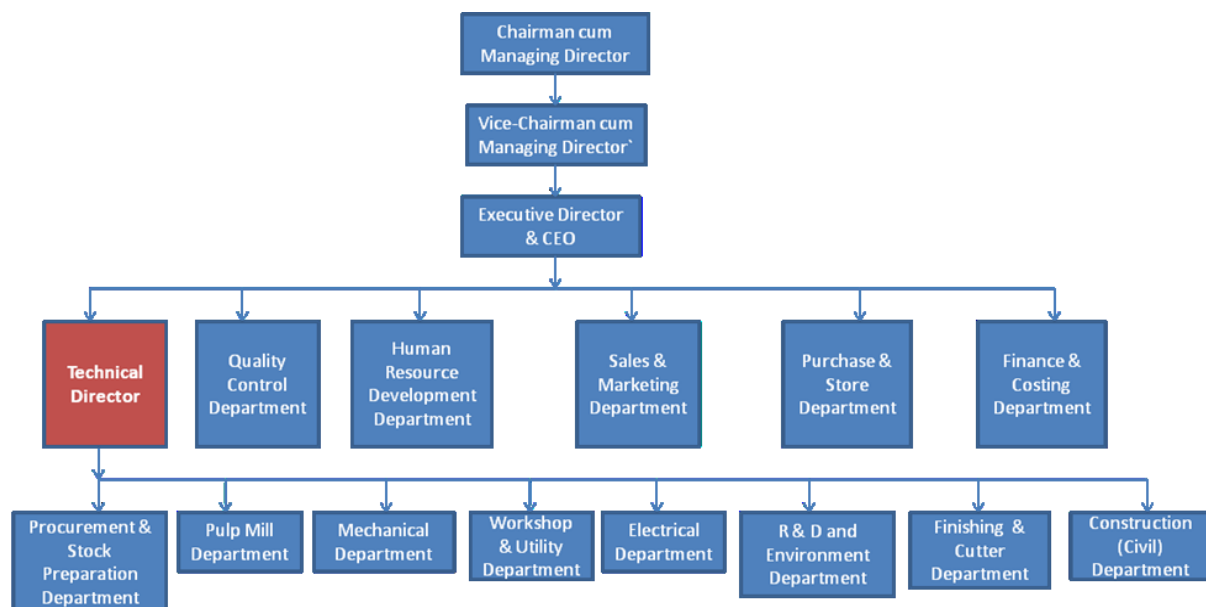 Chairman cum
Managing Director
Vice-Chairman cum
Managing Director`
Executive Director
& CEO
Technical
Director
Quality
Control
Department
Human
Resource
Development
Department
Sales &
Marketing
Department
Purchase &
Store
Department
Finance &
Costing
Department
Procurement &
Stock
Preparation
Department
Pulp Mill
Department
Mechanical
Department
Workshop
& Utility
Department
Electrical
Department
R & D and
Environment
Department
Finishing &
Cutter
Department
Construction
(Civil)
Department